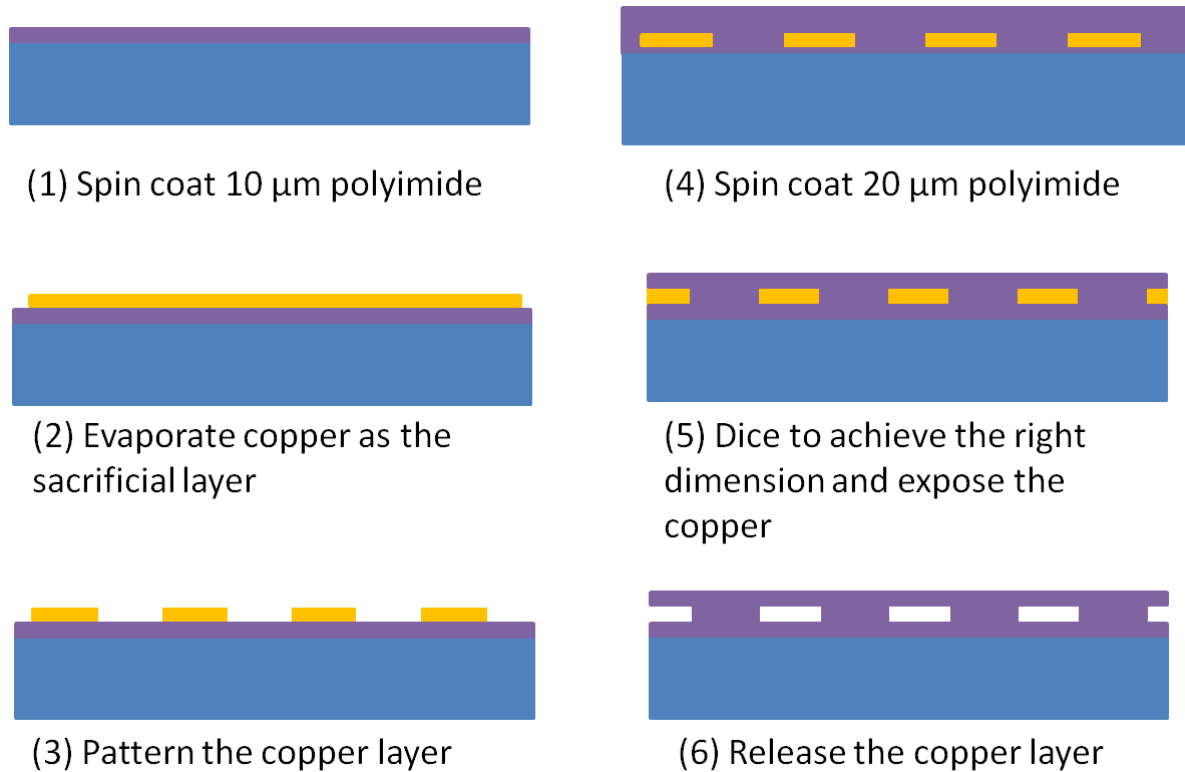 (1) Spin coat 10 µm polyimide
(2) Evaporate copper as the
sacrificial layer
(3) Pattern the copper layer
(4) Spin coat 20 µm polyimide
(5) Dice to achieve the right
dimension and expose the
copper
(6) Release the copper layer